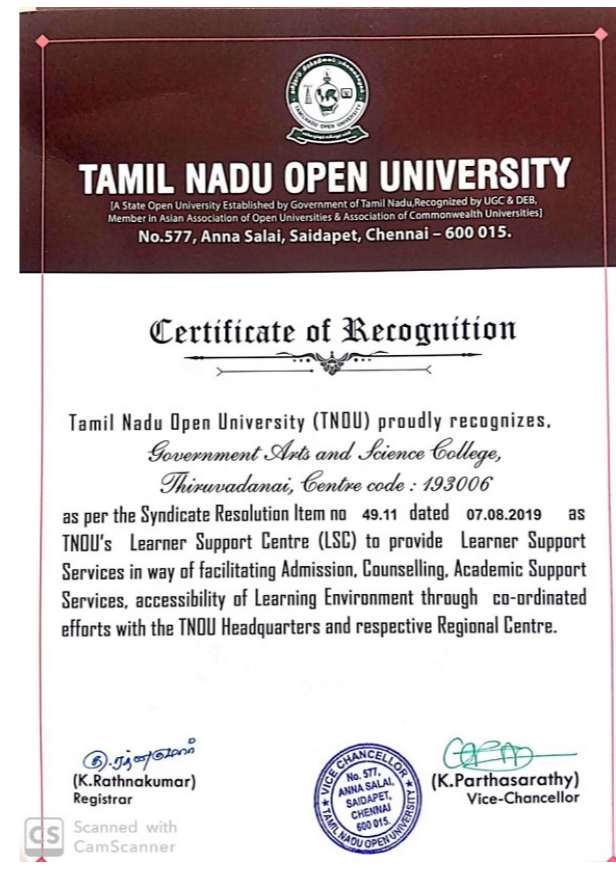 TAMILNADU OPEN UNIVERSITY
TAMIL NADU OPEN UNIVERSITY
[A State Open University Established by Government of Tamil Nadu,Recognized by UGC & DEB,
Member in Asian Association of Open Universities & Association of Commonwealth Universities]
No.577, Anna Salai, Saidapet, Chennai – 600 015.
Certificate of Recognition
Tamil Nadu Open University (TNOU) proudly recognizes,
Government Arts and Science College,
Thiruvadanai, Centre code : 193006
as per the Syndicate Resolution Item no 49.11 dated 07.08.2019 as
TNOU's Learner Support Centre (LSC) to provide Learner Support
Services in way of facilitating Admission, Counselling, Academic Support
Services, accessibility of Learning Environment through co-ordinated
efforts with the TNOU Headquarters and respective Regional Centre.
(K.Rathnakumar)
Registrar
VICE CHANCELLOR
No. 577,
ANNA SALAI,
SAIDAPET,
CHENNAI
600 015.
TAMIL NADU OPEN UNIVERSITY
(K.Parthasarathy)
Vice-Chancellor
CS Scanned with
CamScanner